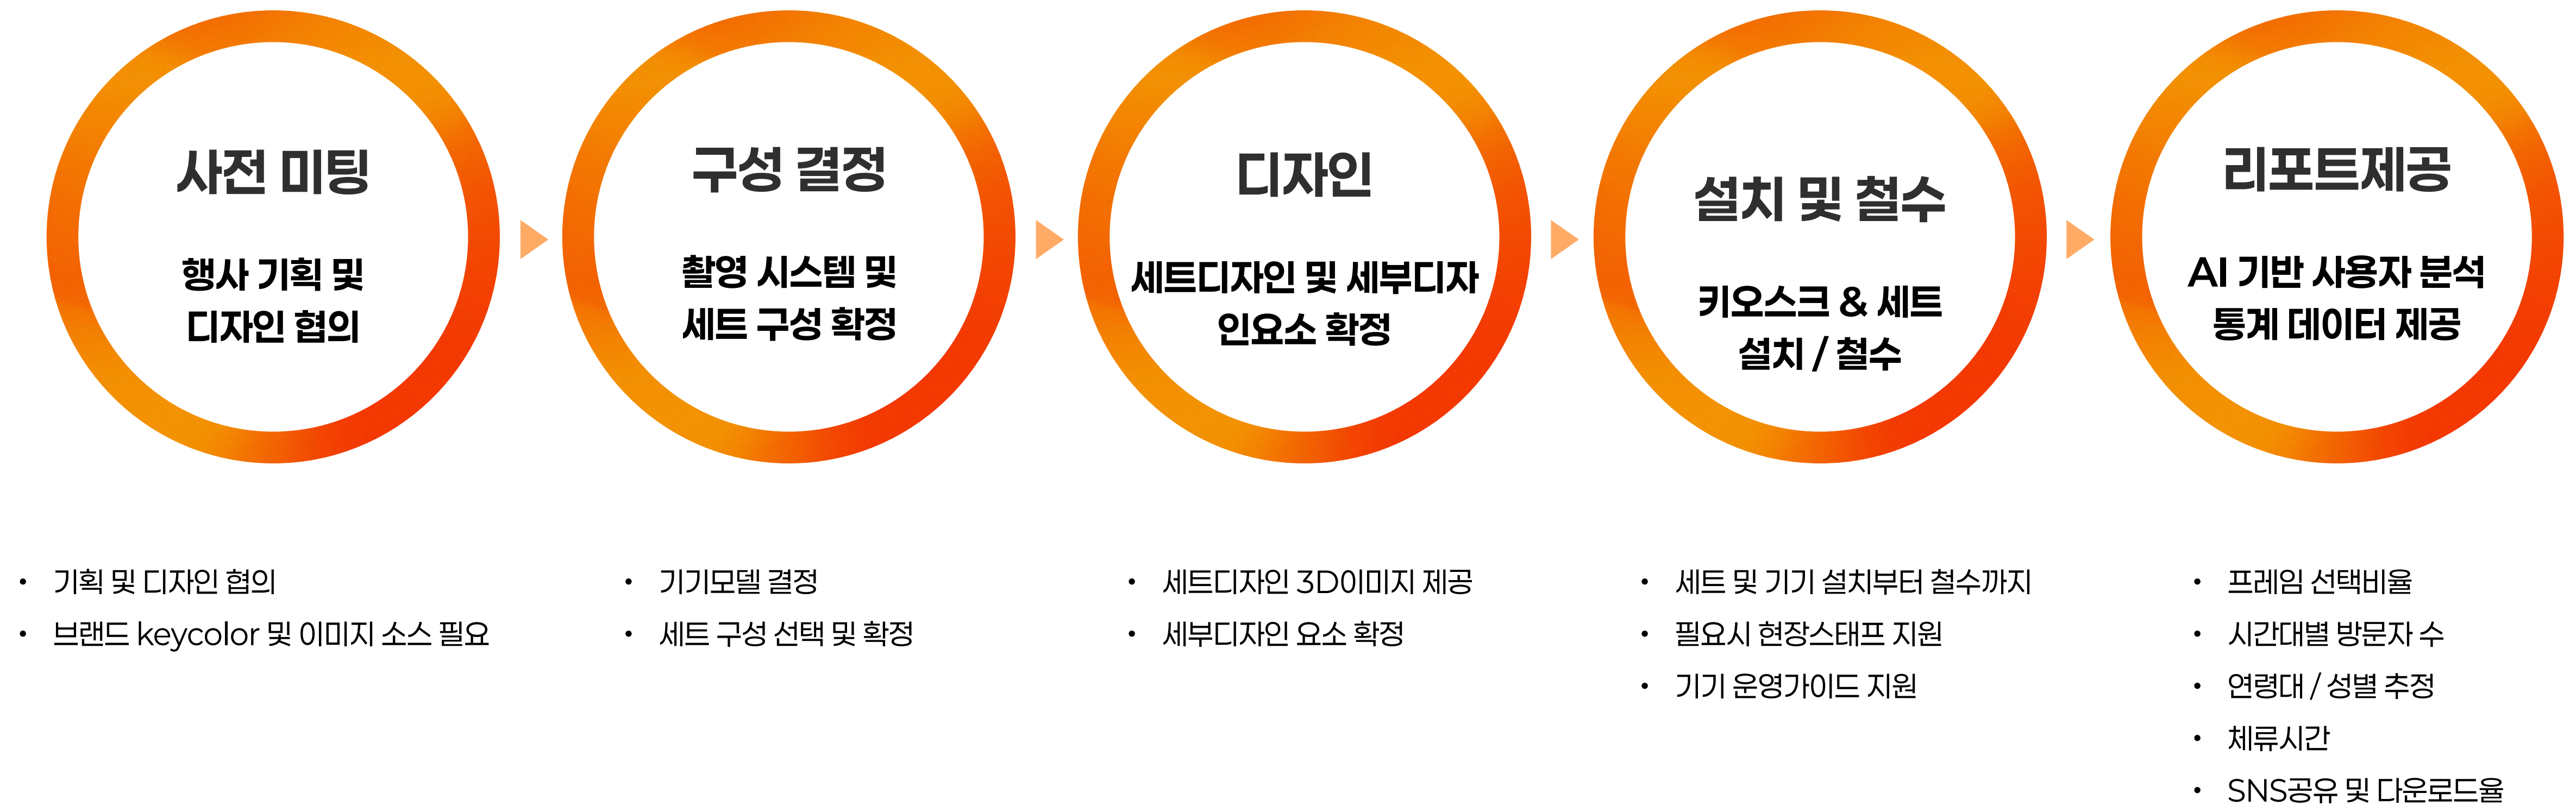 사전 미팅
행사 기획 및
디자인 협의
구성 결정
촬영 시스템 및
세트 구성 확정
디자인
세트디자인 및 세부디자
인요소 확정
설치 및 철수
키오스크 & 세트
설치 / 철수
리포트제공
AI 기반 사용자 분석
통계 데이터 제공
• 기획 및 디자인 협의
• 브랜드 keycolor 및 이미지 소스 필요
• 기기모델 결정
• 세트 구성 선택 및 확정
• 세트디자인 3D이미지 제공
• 세부디자인 요소 확정
• 세트 및 기기 설치부터 철수까지
• 필요시 현장스태프 지원
• 기기 운영가이드 지원
• 프레임 선택비율
• 시간대별 방문자 수
• 연령대 / 성별 추정
• 체류시간
• SNS공유 및 다운로드율